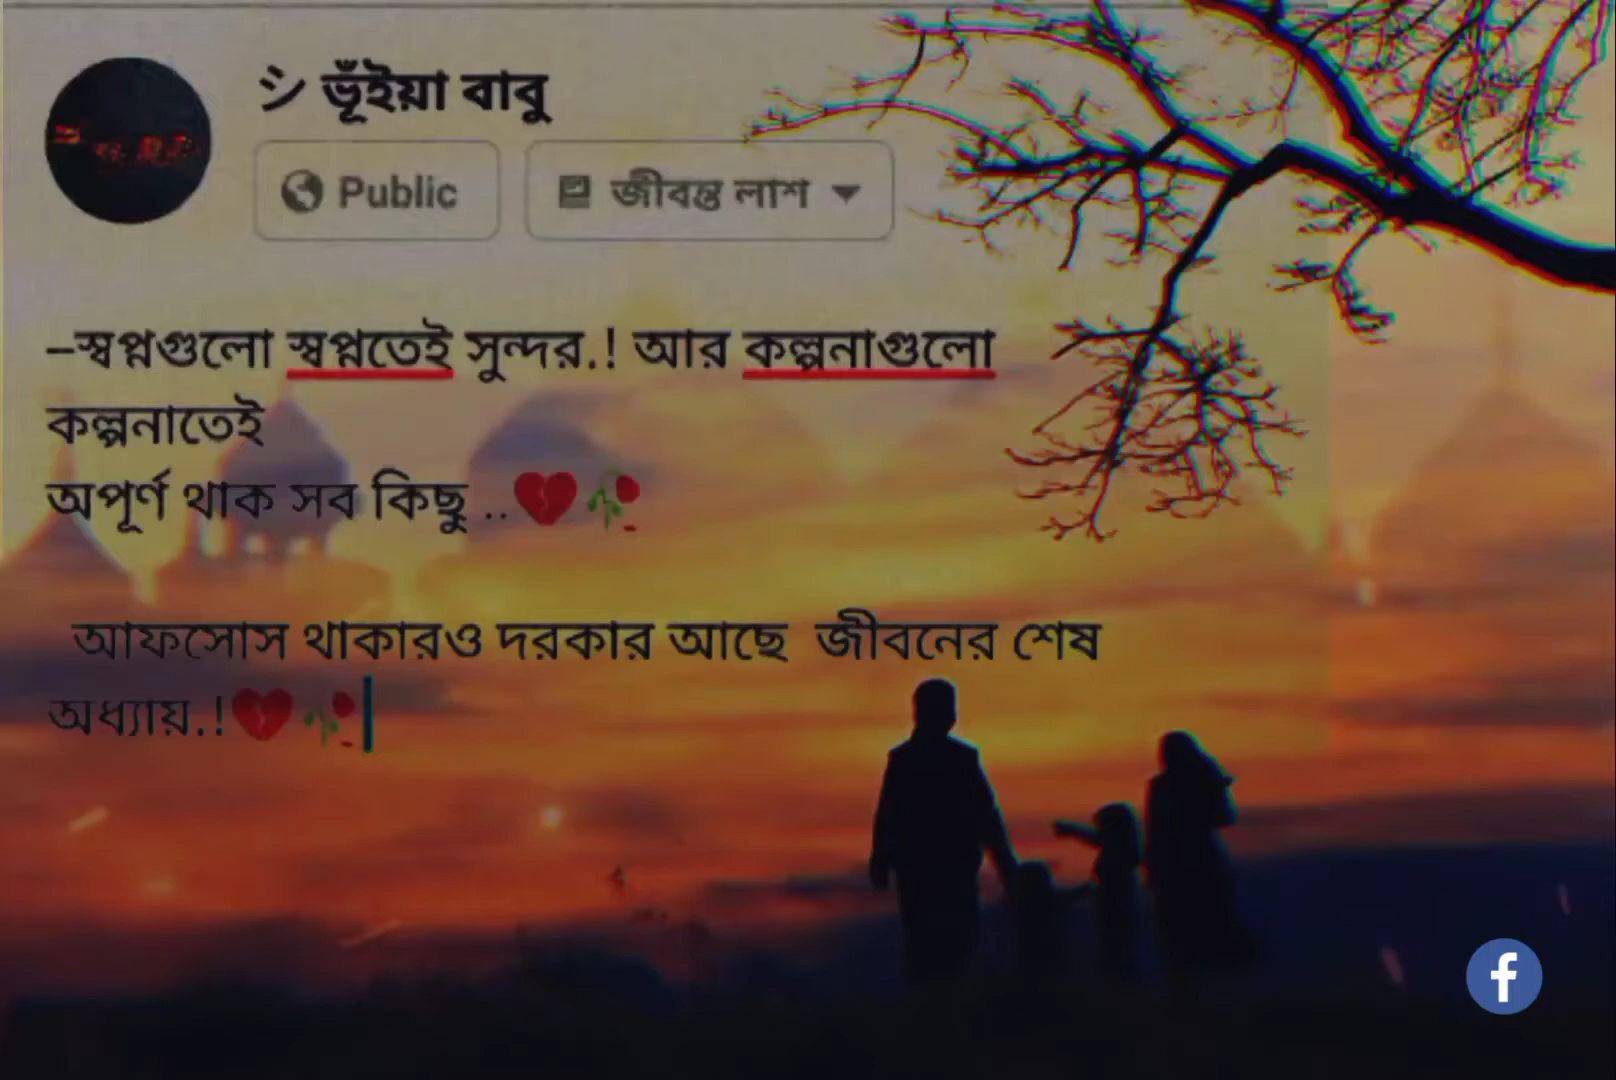 シ ভূঁইয়া বাবু
Public জীবন্ত লাশ
–স্বপ্নগুলো স্বপ্নতেই সুন্দর.! আর কল্পনাগুলো
কল্পনাতেই
অপূর্ণ থাক সব কিছু ..💔🥀
আফসোস থাকারও দরকার আছে জীবনের শেষ
অধ্যায়.!💔🥀